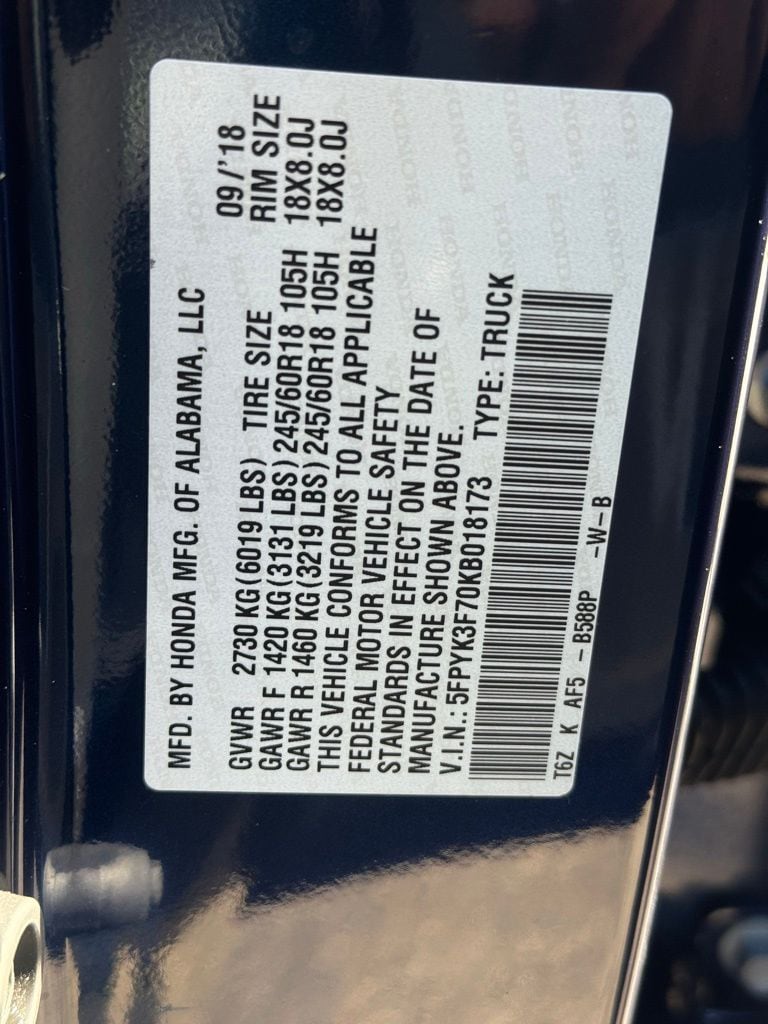 MFD. BY HONDA MFG. OF ALABAMA, LLC
09/'18
GVWR 2730 KG(6019 LBS) TIRE SIZE RIM SIZE
GAWR F 1420 KG(3131 LBS)245/60R18 105H 18X8.0J
GAWR R 1460 KG(3219 LBS)245/60R18 105H 18X8.0J
THIS VEHICLE CONFORMS TO ALL APPLICABLE
FEDERAL MOTOR VEHICLE SAFETY
STANDARDS IN EFFECT ON THE DATE OF
MANUFACTURE SHOWN ABOVE.
V.I.N.: 5FPYK3F70KB018173 TYPE: TRUCK
T6Z K AF5 - B588P -W-B